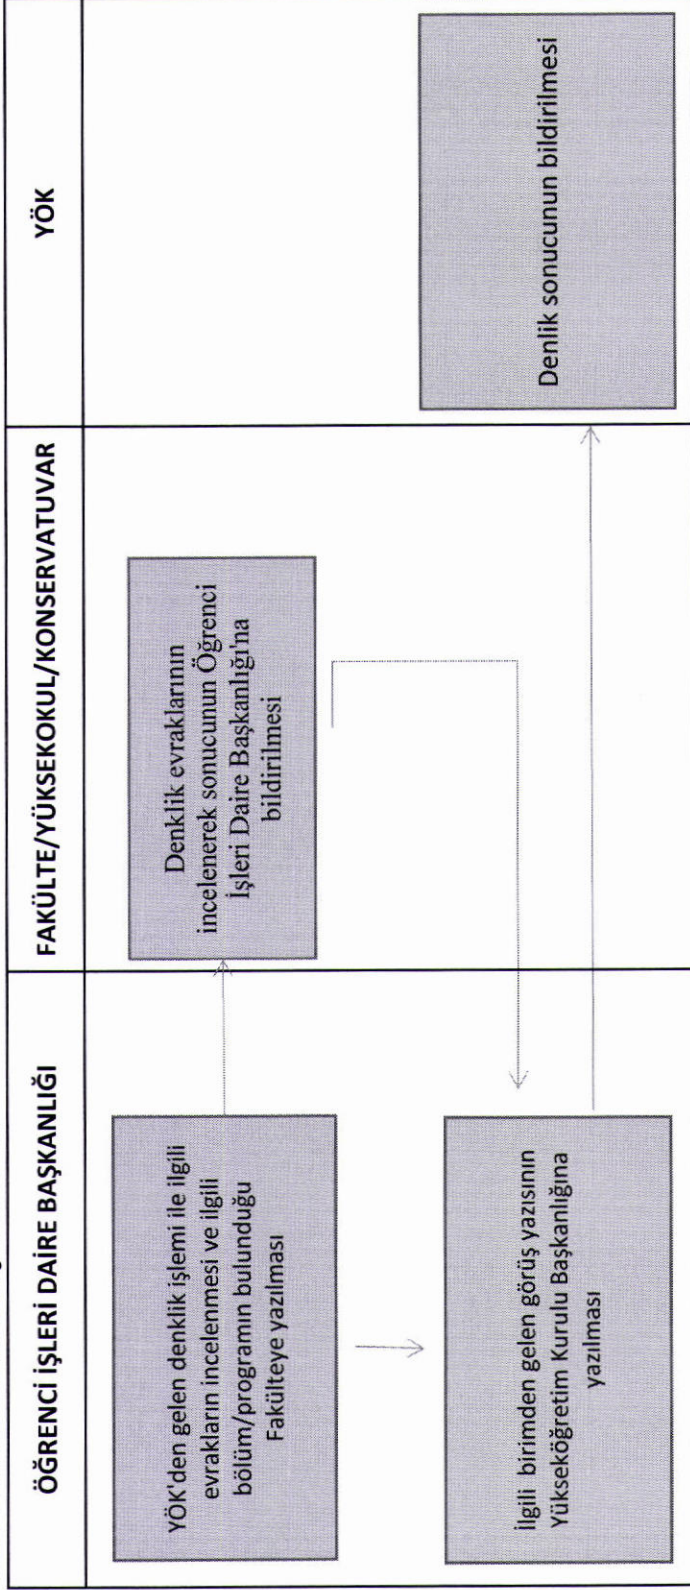 ÖĞRENCİ İŞLERİ DAİRE BAŞKANLIĞI
FAKÜLTE/YÜKSEKOKUL/KONSERVATUVAR
YÖK
YÖK'den gelen denklik işlemi ile ilgili
evrakların incelenmesi ve ilgili
bölüm/programın bulunduğu
Fakülteye yazılması
Denklik evraklarının
incelenerek sonucunun Öğrenci
İşleri Daire Başkanlığı'na
bildirilmesi
İlgili birimden gelen görüş yazısının
Yükseköğretim Kurulu Başkanlığına
yazılması
Denlik sonucunun bildirilmesi